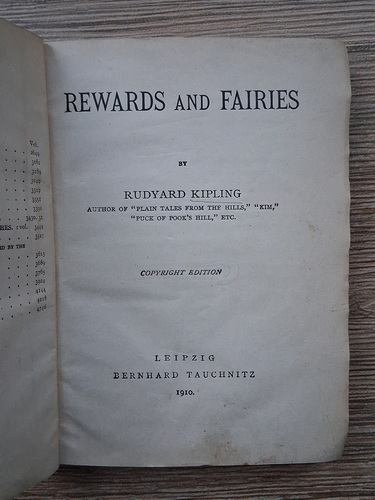 REWARDS AND FAIRIES
BY
RUDYARD KIPLING
AUTHOR OF "PLAIN TALES FROM THE HILLS," "KIM,"
"PUCK OF POOK'S HILL," ETC.
COPYRIGHT EDITION
LEIPZIG
BERNHARD TAUCHNITZ
1910.
Vol.